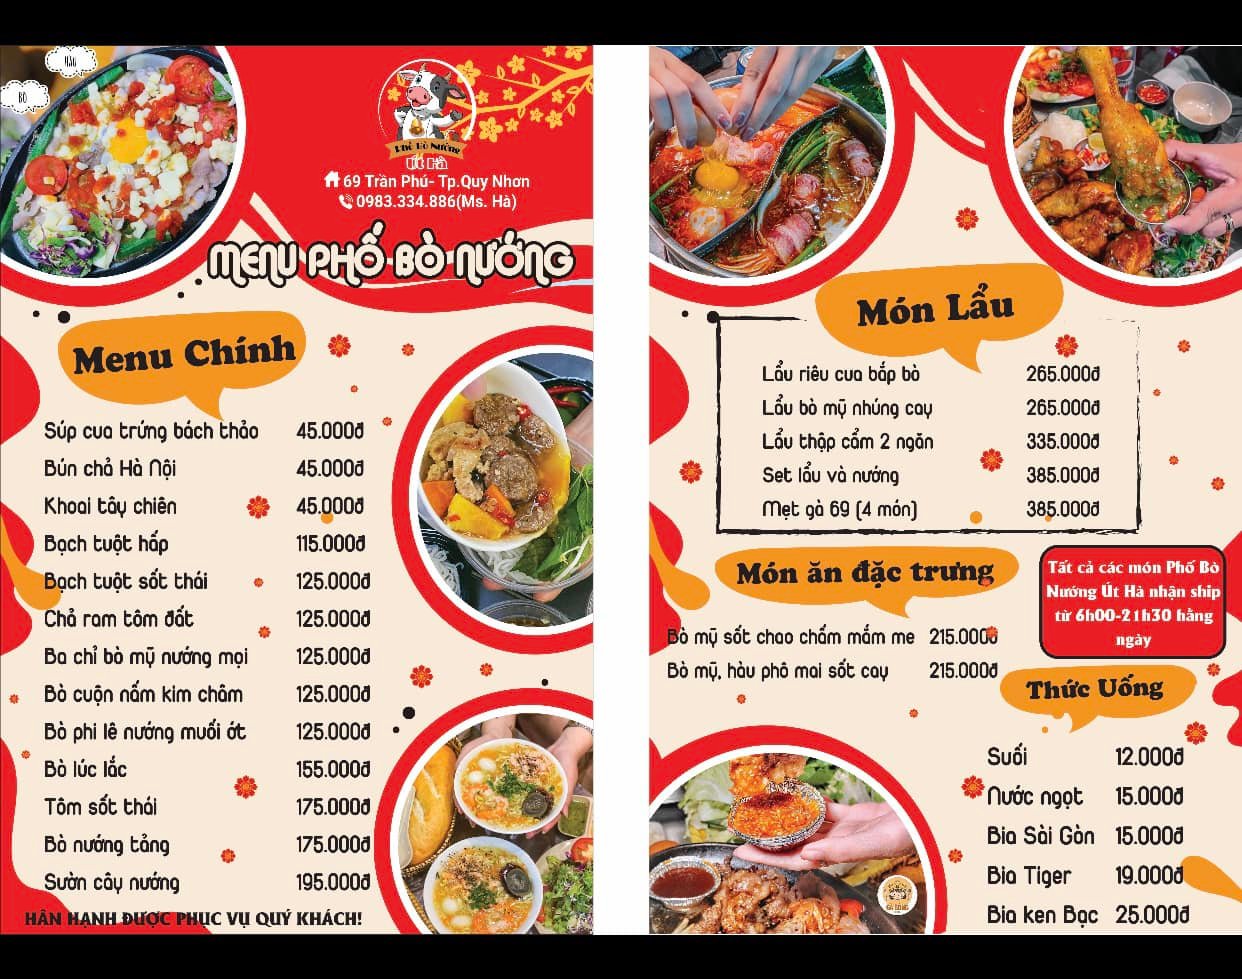 HÀU
BÒ
Phố Bò Nướng
ÚT HÀ
69 Trần Phú- Tp.Quy Nhơn
0983.334.886(Ms. Hà)
MENU PHỐ BÒ NƯỚNG
Menu Chính
Súp cua trứng bách thảo 45.000đ
Bún chả Hà Nội 45.000đ
Khoai tây chiên 45.000đ
Bạch tuột hấp 115.000đ
Bạch tuột sốt thái 125.000đ
Chả ram tôm đất 125.000đ
Ba chỉ bò mỹ nướng mọi 125.000đ
Bò cuộn nấm kim châm 125.000đ
Bò phi lê nướng muối ớt 125.000đ
Bò lúc lắc 155.000đ
Tôm sốt thái 175.000đ
Bò nướng tảng 175.000đ
Sườn cây nướng 195.000đ
HÂN HẠNH ĐƯỢC PHỤC VỤ QUÝ KHÁCH!
Món Lẩu
Lẩu riêu cua bắp bò 265.000đ
Lẩu bò mỹ nhúng cay 265.000đ
Lẩu thập cẩm 2 ngăn 335.000đ
Set lẩu và nướng 385.000đ
Mẹt gà 69 (4 món) 385.000đ
Món ăn đặc trưng
Bò mỹ sốt chao chấm mắm me 215.000đ
Bò mỹ, hàu phô mai sốt cay 215.000đ
Tất cả các món Phố Bò
Nướng Út Hà nhận ship
từ 6h00-21h30 hằng
ngày
Thức Uống
Suối 12.000đ
Nước ngọt 15.000đ
Bia Sài Gòn 15.000đ
Bia Tiger 19.000đ
Bia ken Bạc 25.000đ